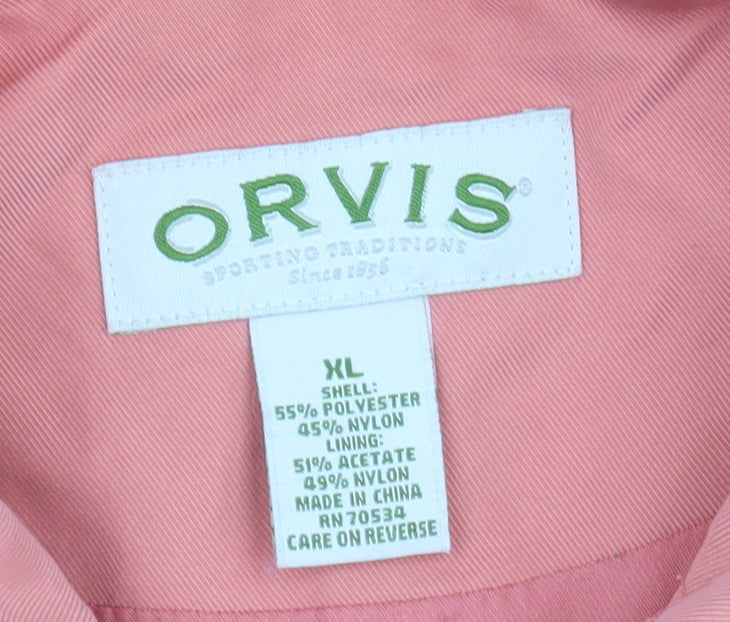 ORVIS®
SPORTING TRADITIONS
Since 1856
XL
SHELL:
55% POLYESTER
45% NYLON
LINING:
51% ACETATE
49% NYLON
MADE IN CHINA
RN 70534
CARE ON REVERSE